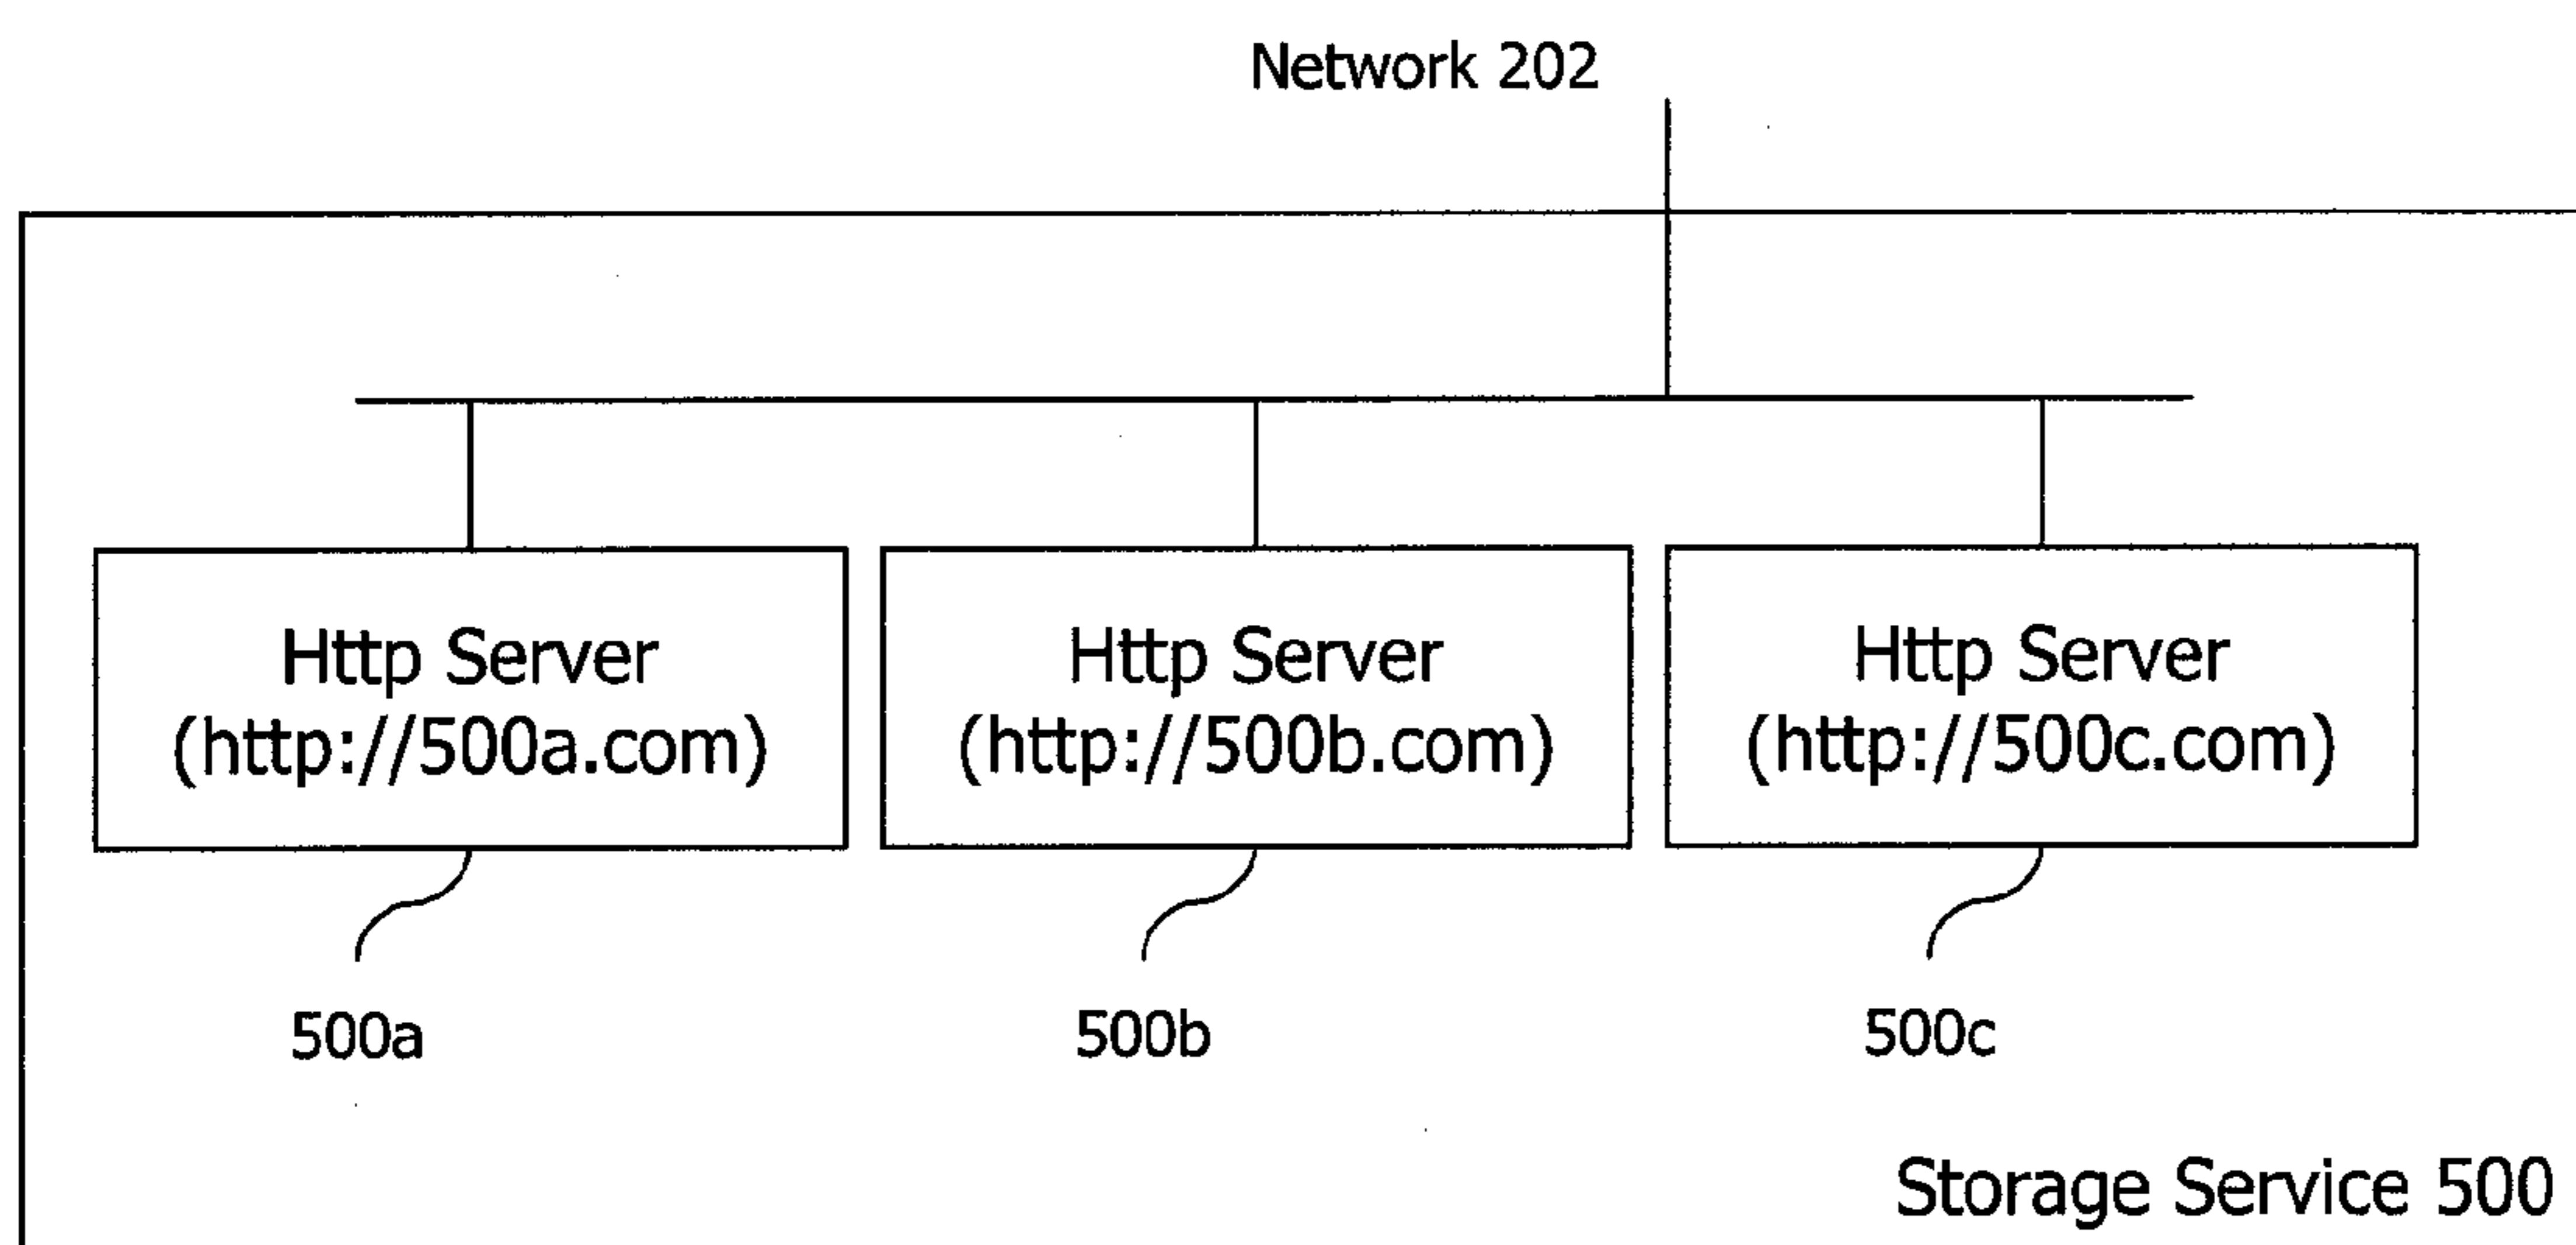 Network 202
Http Server
(http://500a.com)
Http Server
(http://500b.com)
Http Server
(http://500c.com)
500a
500b
500c
Storage Service 500